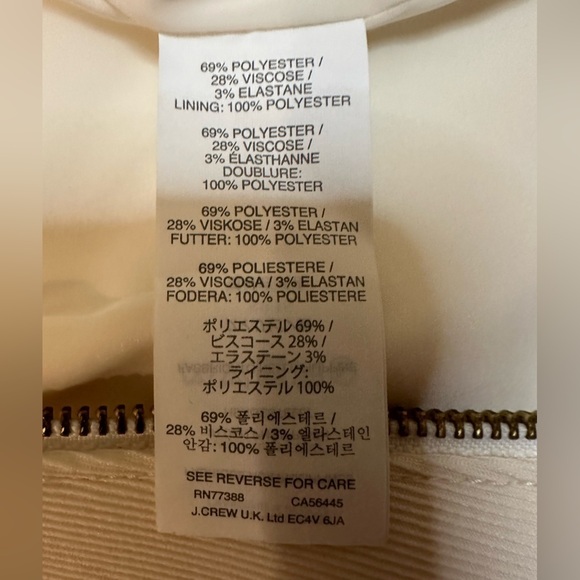 69% POLYESTER /
28% VISCOSE /
3% ELASTANE
LINING: 100% POLYESTER
69% POLYESTER /
28% VISCOSE /
3% ÉLASTHANNE
DOUBLURE:
100% POLYESTER
69% POLYESTER /
28% VISKOSE / 3% ELASTAN
FUTTER: 100% POLYESTER
69% POLIESTERE /
28% VISCOSA / 3% ELASTAN
FODERA: 100% POLIESTERE
ポリエステル 69% /
ビスコース 28% /
エラステーン 3%
ライニング:
ポリエステル 100%
69% 폴리에스테르 /
28% 비스코스 / 3% 엘라스테인
안감: 100% 폴리에스테르
SEE REVERSE FOR CARE
RN77388 CA56445
J.CREW U.K. Ltd EC4V 6JA